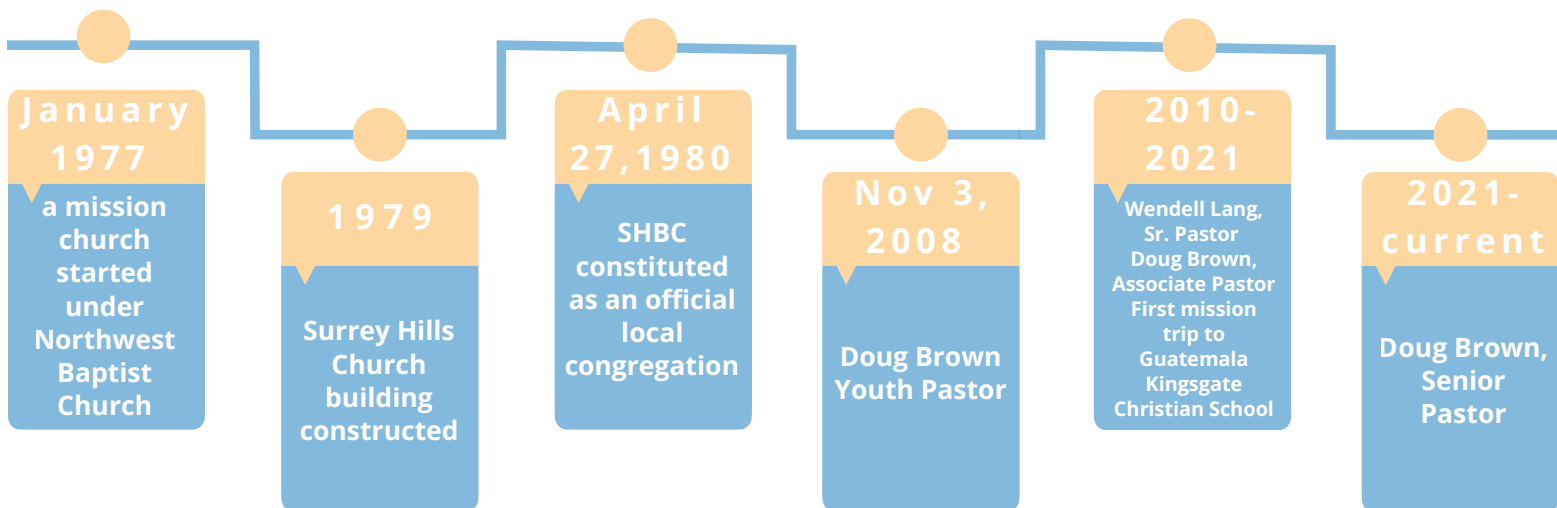 January
1977
a mission
church
started
under
Northwest
Baptist
Church
1979
Surrey Hills
Church
building
constructed
April
27,1980
SHBC
constituted
as an official
local
congregation
Nov 3,
2008
Doug Brown
Youth Pastor
2010-
2021
Wendell Lang,
Sr. Pastor
Doug Brown,
Associate Pastor
First mission
trip to
Guatemala
Kingsgate
Christian School
2021-
current
Doug Brown,
Senior
Pastor